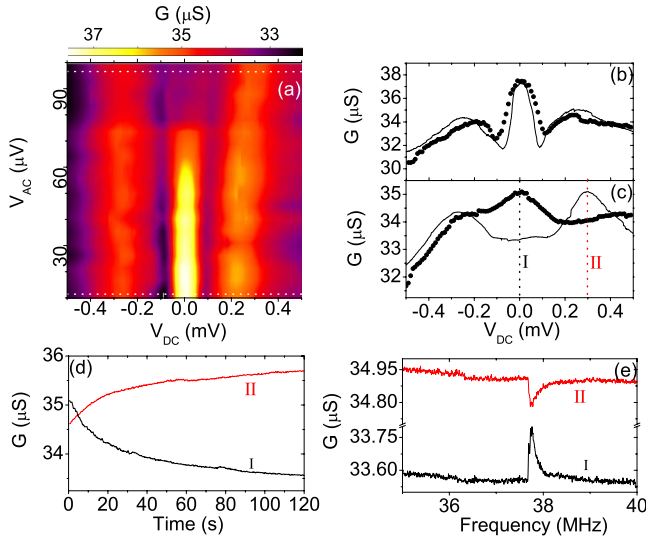 G (μS)
37 35 33
(a)
V_AC (μV)
90
60
30
-0.4 -0.2 0.0 0.2 0.4
V_DC (mV)
(b)
G (μS)
38
36
34
32
30
(c)
G (μS)
35
34
33
32
I
II
-0.4 -0.2 0.0 0.2 0.4
V_DC (mV)
(d)
G (μS)
36
35
34
II
I
0 20 40 60 80 100 120
Time (s)
(e)
G (μS)
34.95
34.80
33.75
33.60
II
I
36 38 40
Frequency (MHz)